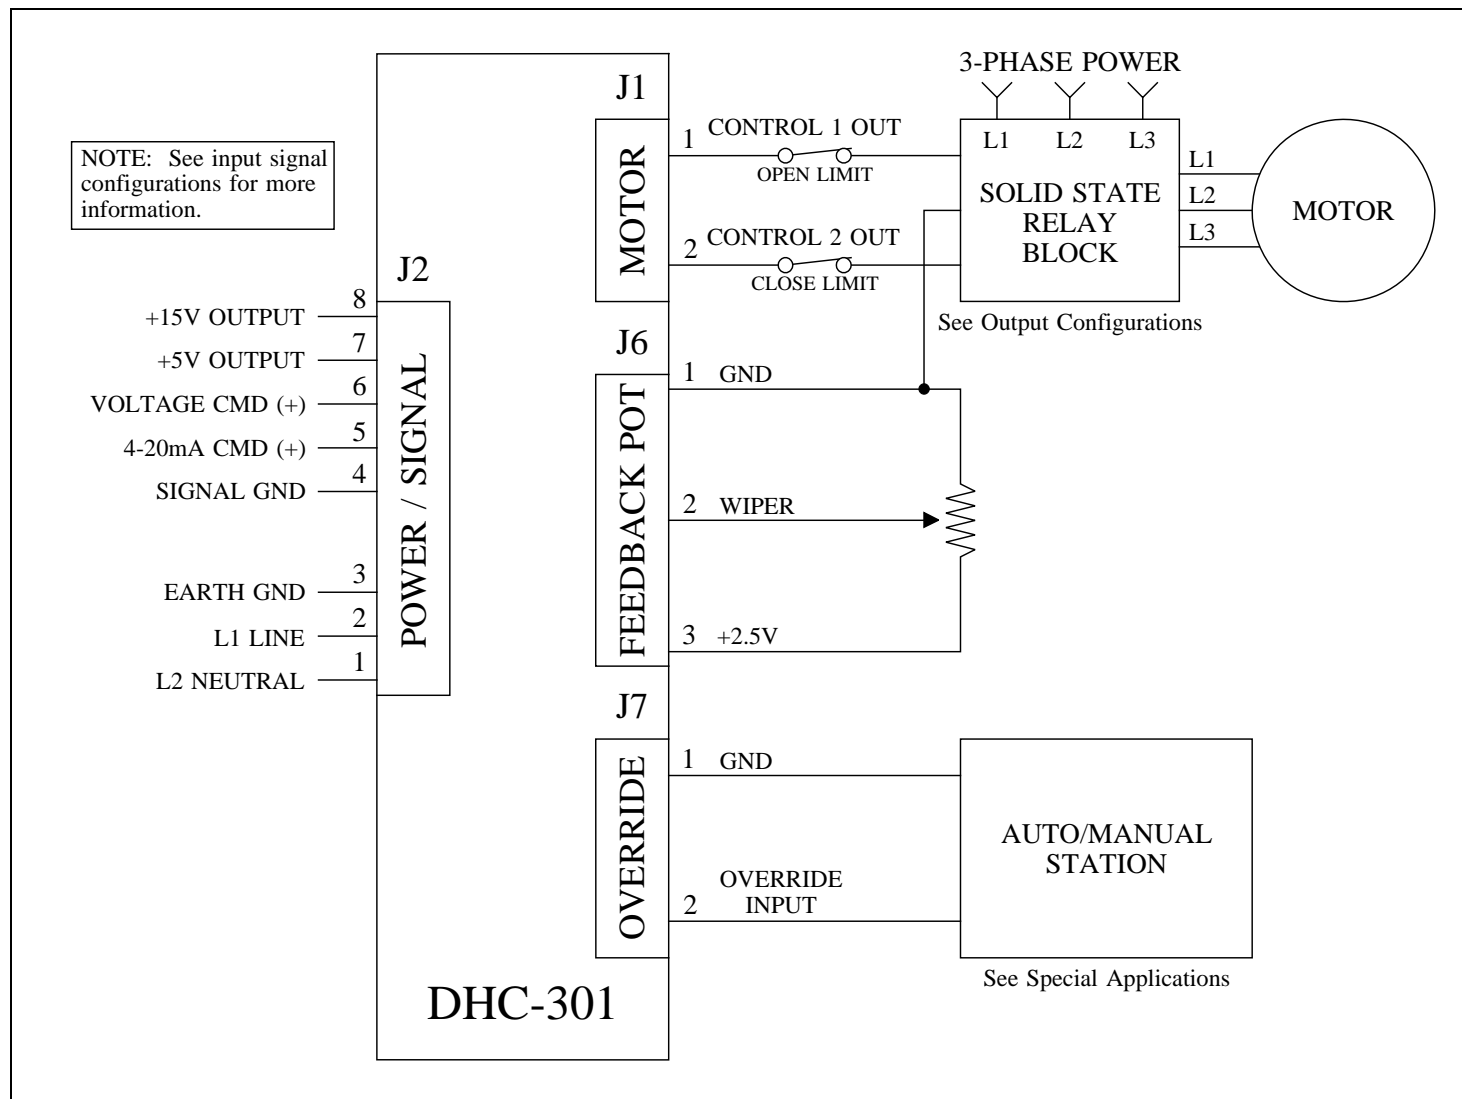 3-PHASE POWER
J1
1
CONTROL 1 OUT
OPEN LIMIT
L1
L2
L3
NOTE: See input signal
configurations for more
information.
MOTOR
SOLID STATE
RELAY
BLOCK
L1
L2
L3
MOTOR
2
CONTROL 2 OUT
CLOSE LIMIT
See Output Configurations
J2
8
+15V OUTPUT
7
+5V OUTPUT
6
VOLTAGE CMD (+)
5
4-20mA CMD (+)
4
SIGNAL GND
3
EARTH GND
2
L1 LINE
1
L2 NEUTRAL
POWER / SIGNAL
J6
1
GND
FEEDBACK POT
2
WIPER
3
+2.5V
J7
1
GND
OVERRIDE
2
OVERRIDE
INPUT
AUTO/MANUAL
STATION
See Special Applications
DHC-301